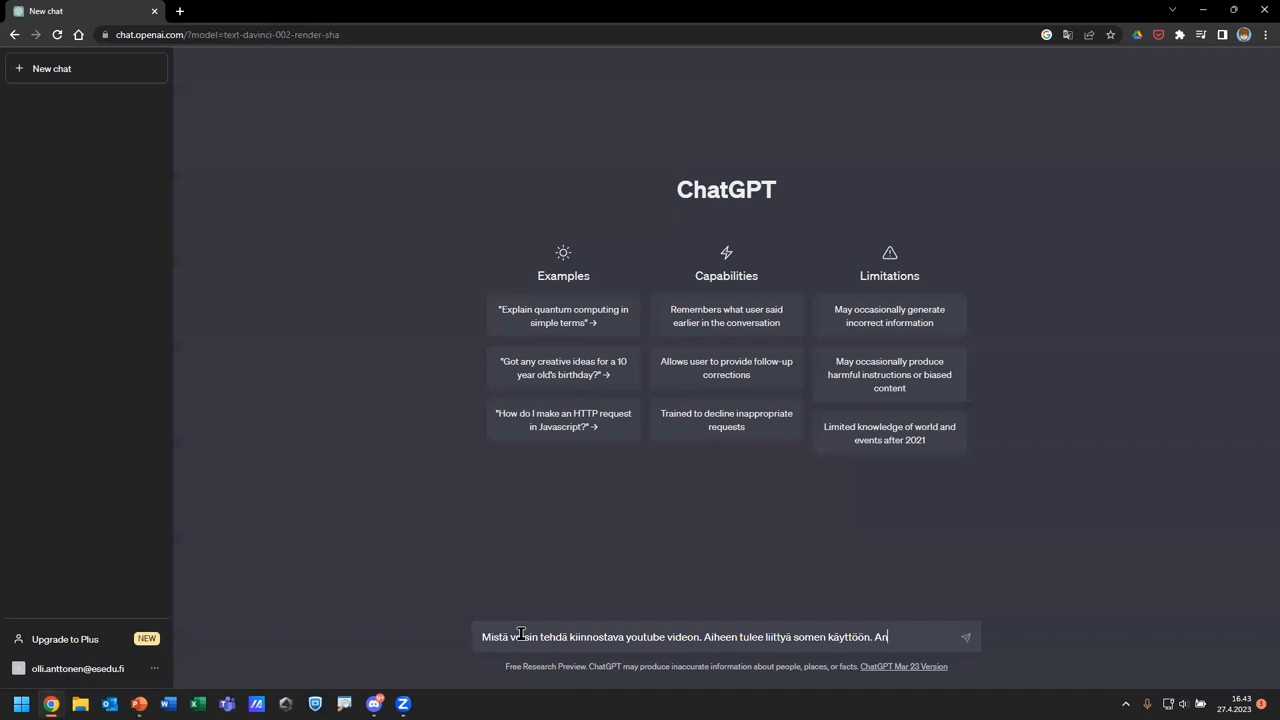 New chat
chat.openai.com/?model=text-davinci-002-render-sha
New chat
ChatGPT
Examples
Capabilities
Limitations
"Explain quantum computing in
simple terms" →
Remembers what user said
earlier in the conversation
May occasionally generate
incorrect information
"Got any creative ideas for a 10
year old's birthday?" →
Allows user to provide follow-up
corrections
May occasionally produce
harmful instructions or biased
content
"How do I make an HTTP request
in Javascript?" →
Trained to decline inappropriate
requests
Limited knowledge of world and
events after 2021
Mistä voisin tehdä kiinnostava youtube videon. Aiheen tulee liittyä somen käyttöön. An
Free Research Preview. ChatGPT may produce inaccurate information about people, places, or facts. ChatGPT Mar 23 Version
Upgrade to Plus
NEW
olli.anttonen@esedu.fi
16.43
27.4.2023